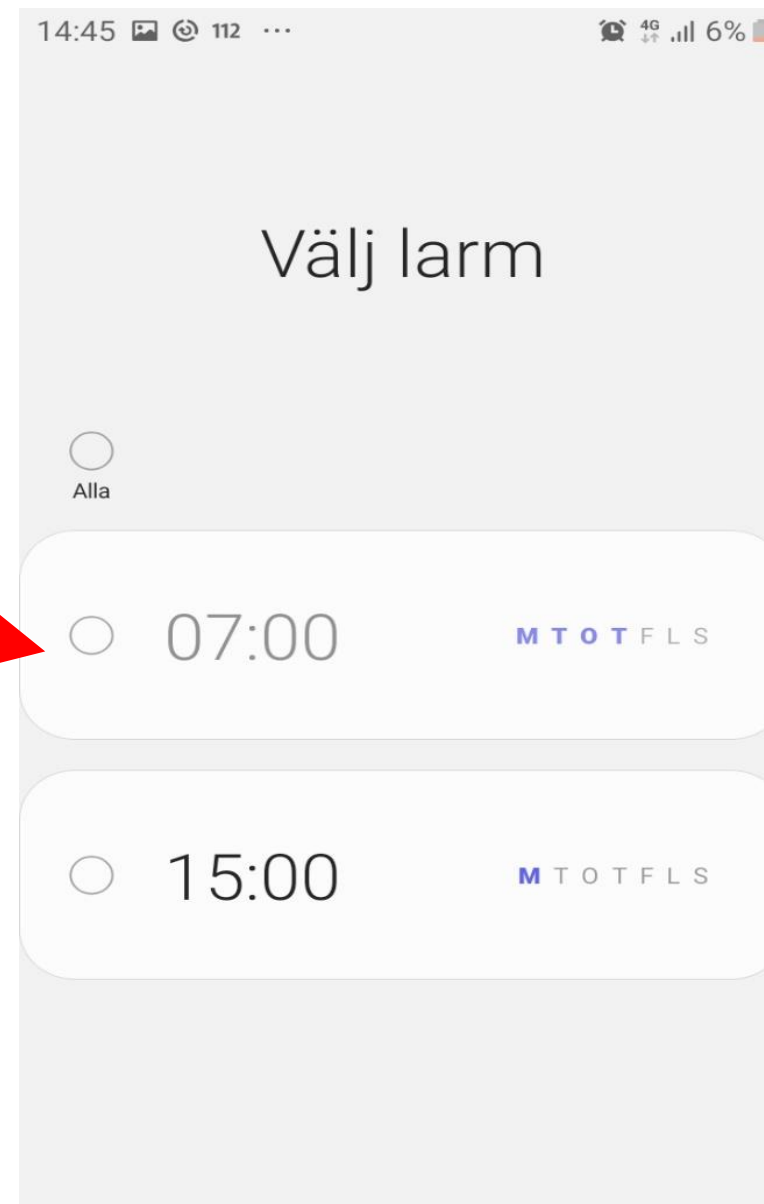 14:45 112 ... 4G 6%
Välj larm
Alla
07:00 M T O T F L S
15:00 M T O T F L S